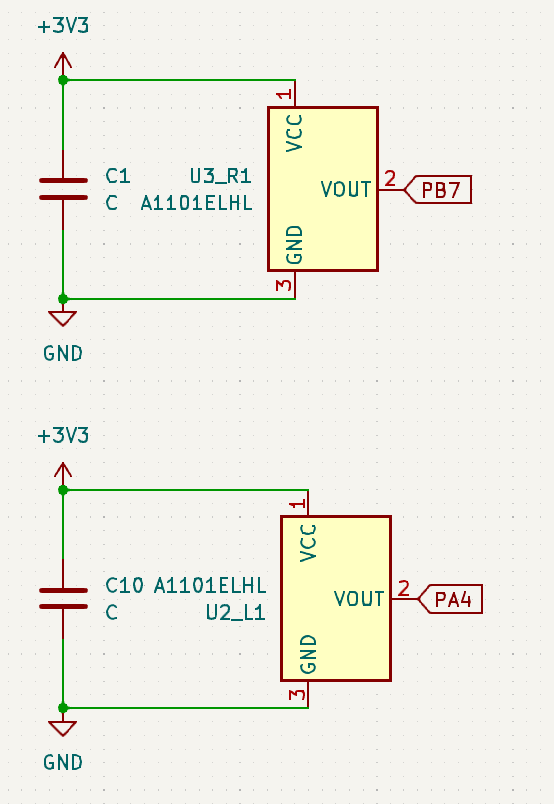 +3V3
1
VCC
C1
U3_R1
C
A1101ELHL
VOUT
2
PB7
GND
3
GND
+3V3
1
VCC
C10
A1101ELHL
C
U2_L1
VOUT
2
PA4
GND
3
GND